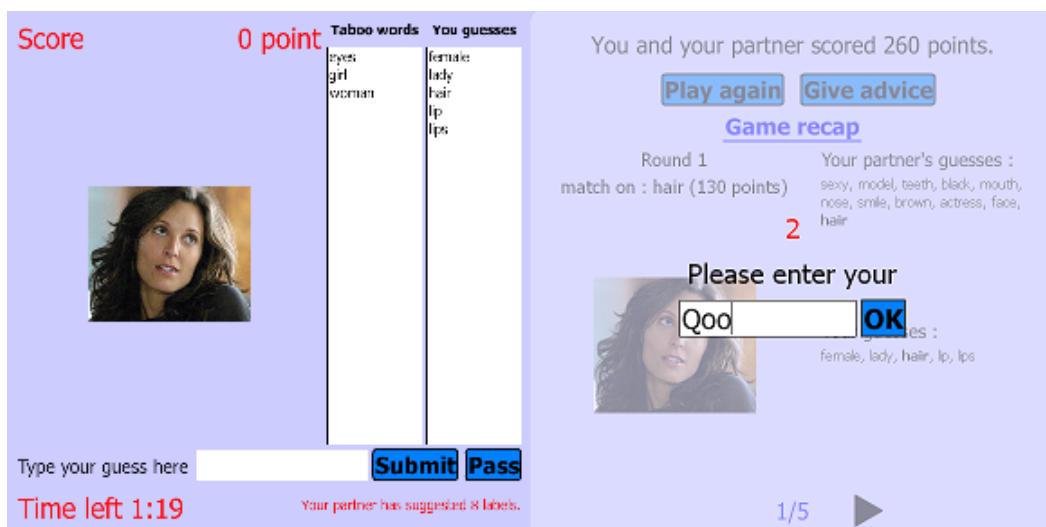 Score
0 point
Taboo words
You guesses
eyes
girl
woman
female
lady
hair
lip
lips
Type your guess here
Submit
Pass
Time left 1:19
Your partner has suggested 8 labels.
You and your partner scored 260 points.
Play again
Give advice
Game recap
Round 1
match on : hair (130 points)
Your partner's guesses :
sexy, model, teeth, black, mouth,
nose, smile, brown, actress, face,
hair
2
Please enter your
Qoo
OK
female, lady, hair, lip, lips
1/5